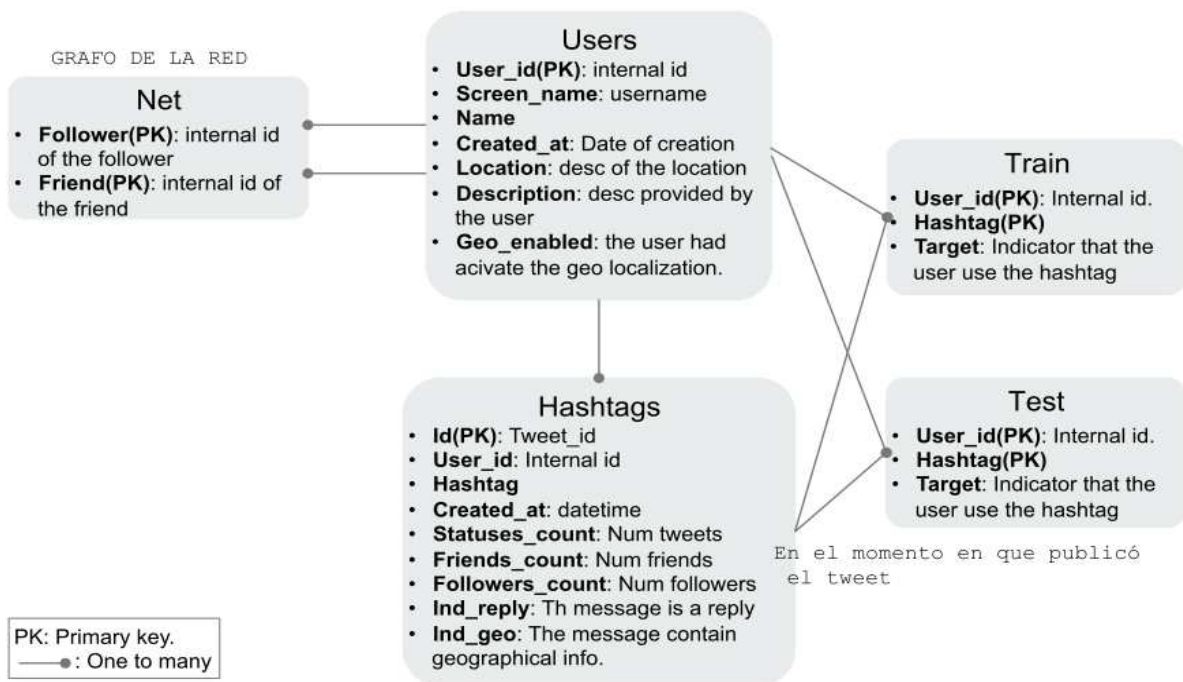 GRAFO DE LA RED
Net
• Follower(PK): internal id
of the follower
• Friend(PK): internal id of
the friend
Users
• User_id(PK): internal id
• Screen_name: username
• Name
• Created_at: Date of creation
• Location: desc of the location
• Description: desc provided by
the user
• Geo_enabled: the user had
acivate the geo localization.
Train
• User_id(PK): Internal id.
• Hashtag(PK)
• Target: Indicator that the
user use the hashtag
Hashtags
• Id(PK): Tweet_id
• User_id: Internal id
• Hashtag
• Created_at: datetime
• Statuses_count: Num tweets
• Friends_count: Num friends
• Followers_count: Num followers
• Ind_reply: Th message is a reply
• Ind_geo: The message contain
geographical info.
Test
• User_id(PK): Internal id.
• Hashtag(PK)
• Target: Indicator that the
user use the hashtag
En el momento en que publicó
el tweet
PK: Primary key.
: One to many